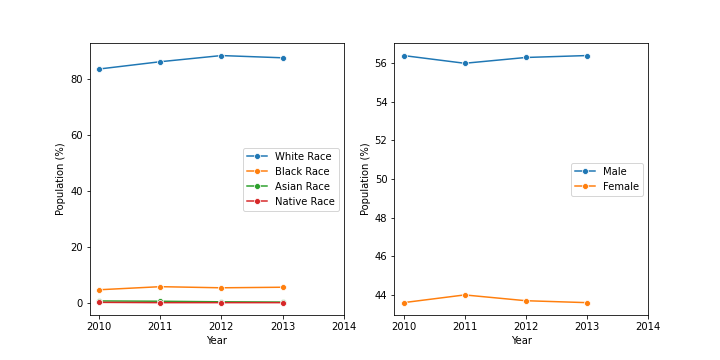 80
60
40
20
0
Population (%)
2010 2011 2012 2013 2014
Year
White Race
Black Race
Asian Race
Native Race
56
54
52
50
48
46
44
Population (%)
2010 2011 2012 2013 2014
Year
Male
Female